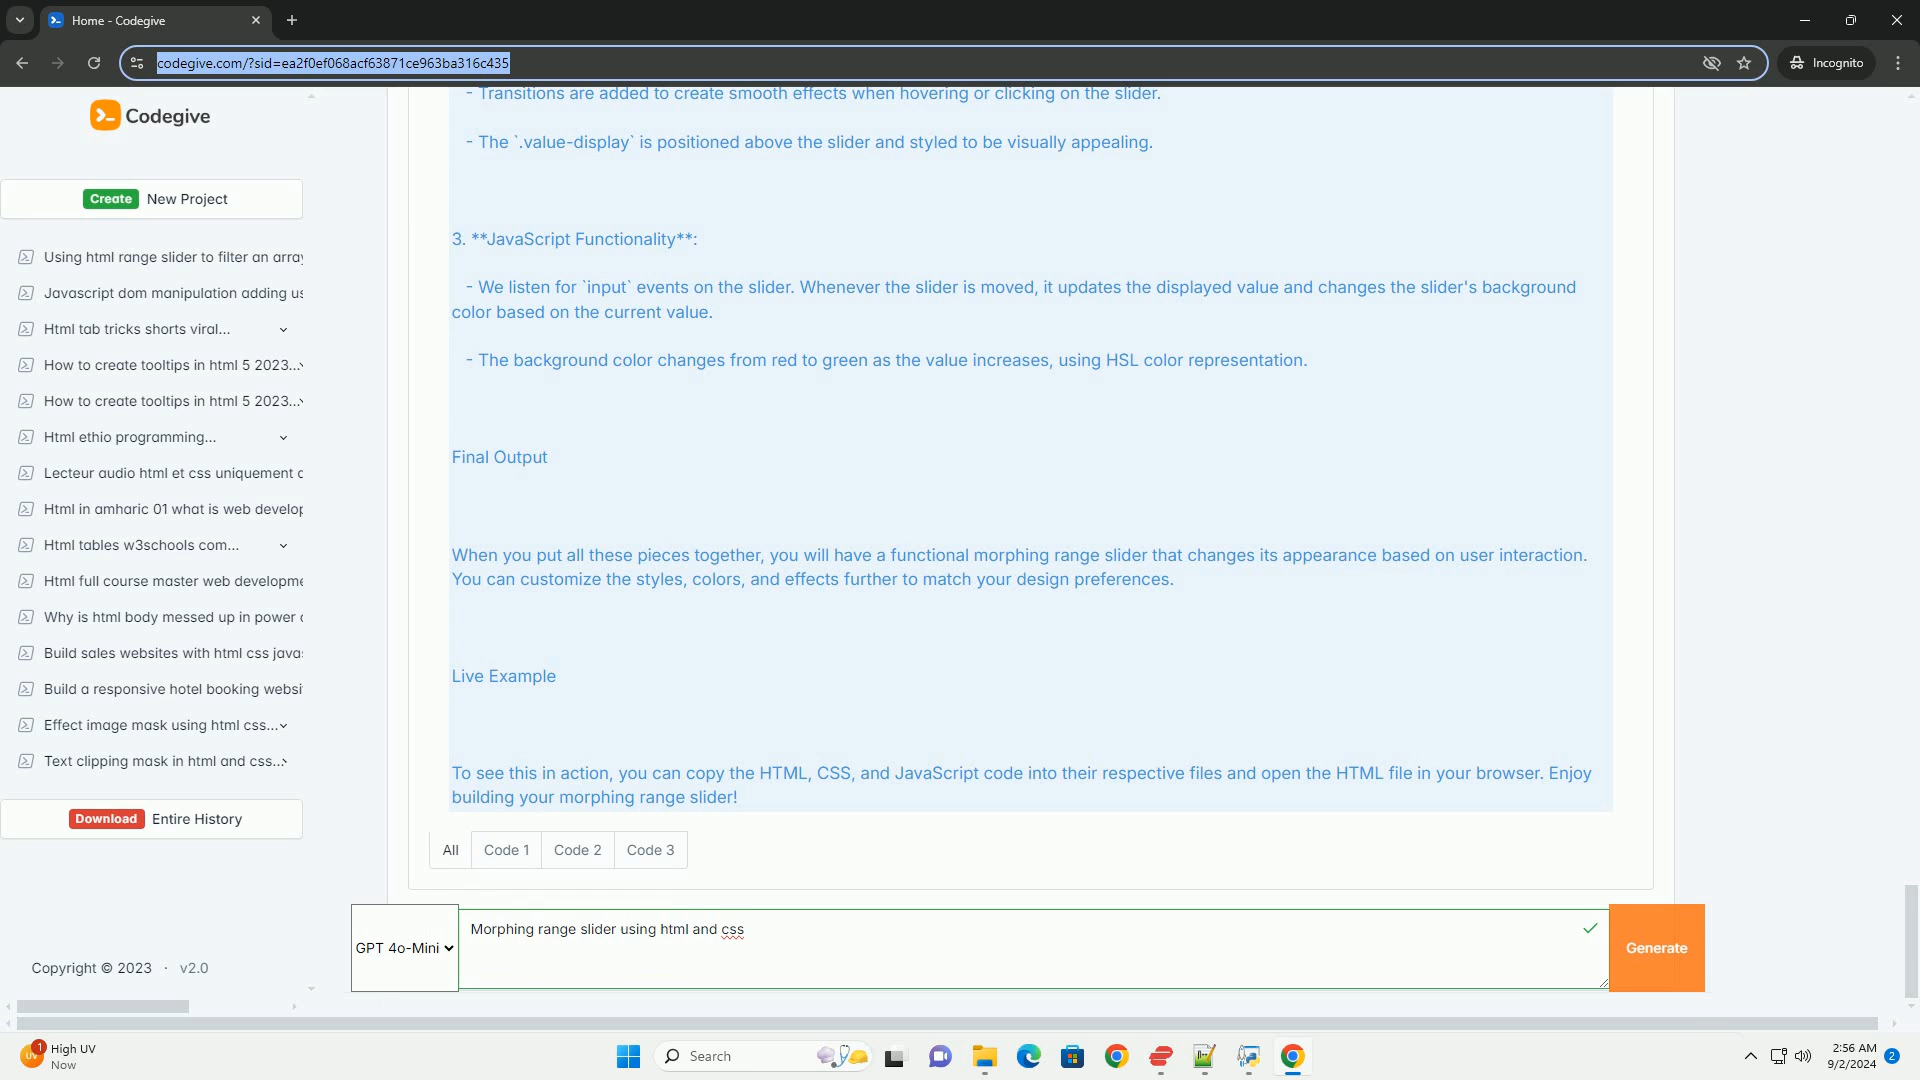 Home - Codegive
codegive.com/?sid=ea2f0ef068acf63871ce963ba316c435
Incognito
Codegive
Create New Project
Using html range slider to filter an array
Javascript dom manipulation adding us
Html tab tricks shorts viral...
How to create tooltips in html 5 2023...
How to create tooltips in html 5 2023...
Html ethio programming...
Lecteur audio html et css uniquement c
Html in amharic 01 what is web develop
Html tables w3schools com...
Html full course master web developme
Why is html body messed up in power
Build sales websites with html css java
Build a responsive hotel booking websi
Effect image mask using html css...
Text clipping mask in html and css...
Download Entire History
Copyright © 2023 · v2.0
- Transitions are added to create smooth effects when hovering or clicking on the slider.
- The `.value-display` is positioned above the slider and styled to be visually appealing.
3. **JavaScript Functionality**:
- We listen for `input` events on the slider. Whenever the slider is moved, it updates the displayed value and changes the slider's background
color based on the current value.
- The background color changes from red to green as the value increases, using HSL color representation.
Final Output
When you put all these pieces together, you will have a functional morphing range slider that changes its appearance based on user interaction.
You can customize the styles, colors, and effects further to match your design preferences.
Live Example
To see this in action, you can copy the HTML, CSS, and JavaScript code into their respective files and open the HTML file in your browser. Enjoy
building your morphing range slider!
All Code 1 Code 2 Code 3
GPT 4o-Mini
Morphing range slider using html and css
Generate
UV 1
High UV
Now
Search
2:56 AM
9/2/2024
2